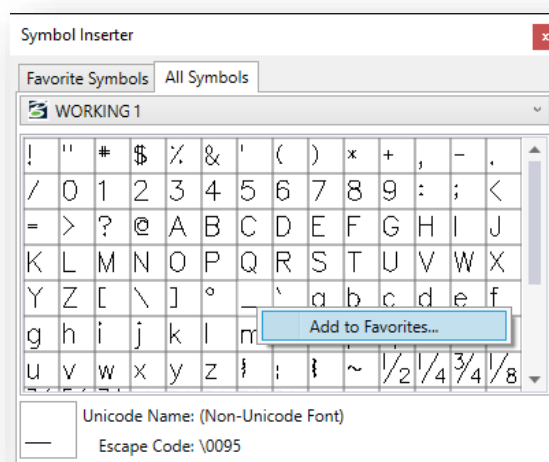 Symbol Inserter x
Favorite Symbols All Symbols
WORKING 1
! " # $ % & ' ( ) * + , - .
/ 0 1 2 3 4 5 6 7 8 9 : ; <
= > ? @ A B C D E F G H I J
K L M N O P Q R S T U V W X
Y Z [ \ ] ° _ ` a b c d e f
Add to Favorites...
g h i j k l m
u v w x y z { ¦ } ~ 1/2 1/4 3/4 1/8
Unicode Name: (Non-Unicode Font)
Escape Code: \0095